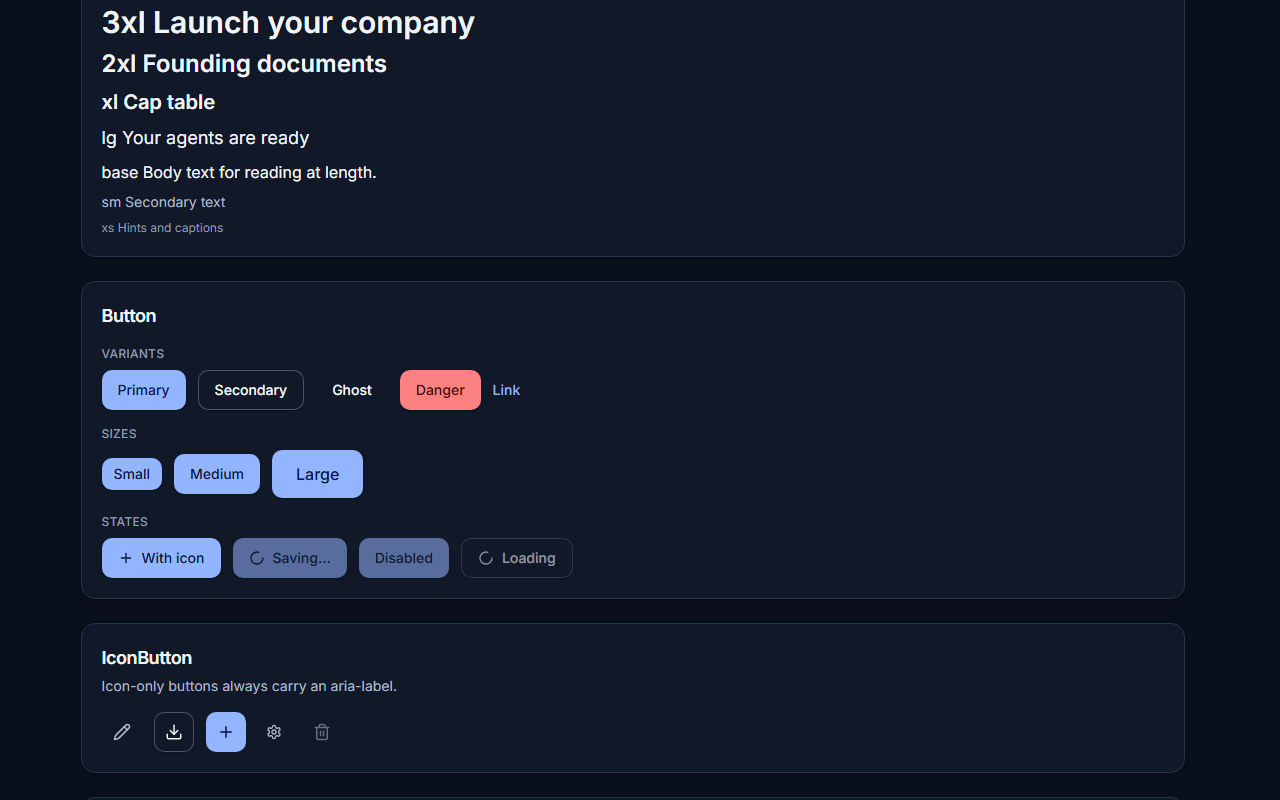 3xl Launch your company
2xl Founding documents
xl Cap table
lg Your agents are ready
base Body text for reading at length.
sm Secondary text
xs Hints and captions
Button
VARIANTS
Primary Secondary Ghost Danger Link
SIZES
Small Medium Large
STATES
With icon Saving... Disabled Loading
IconButton
Icon-only buttons always carry an aria-label.